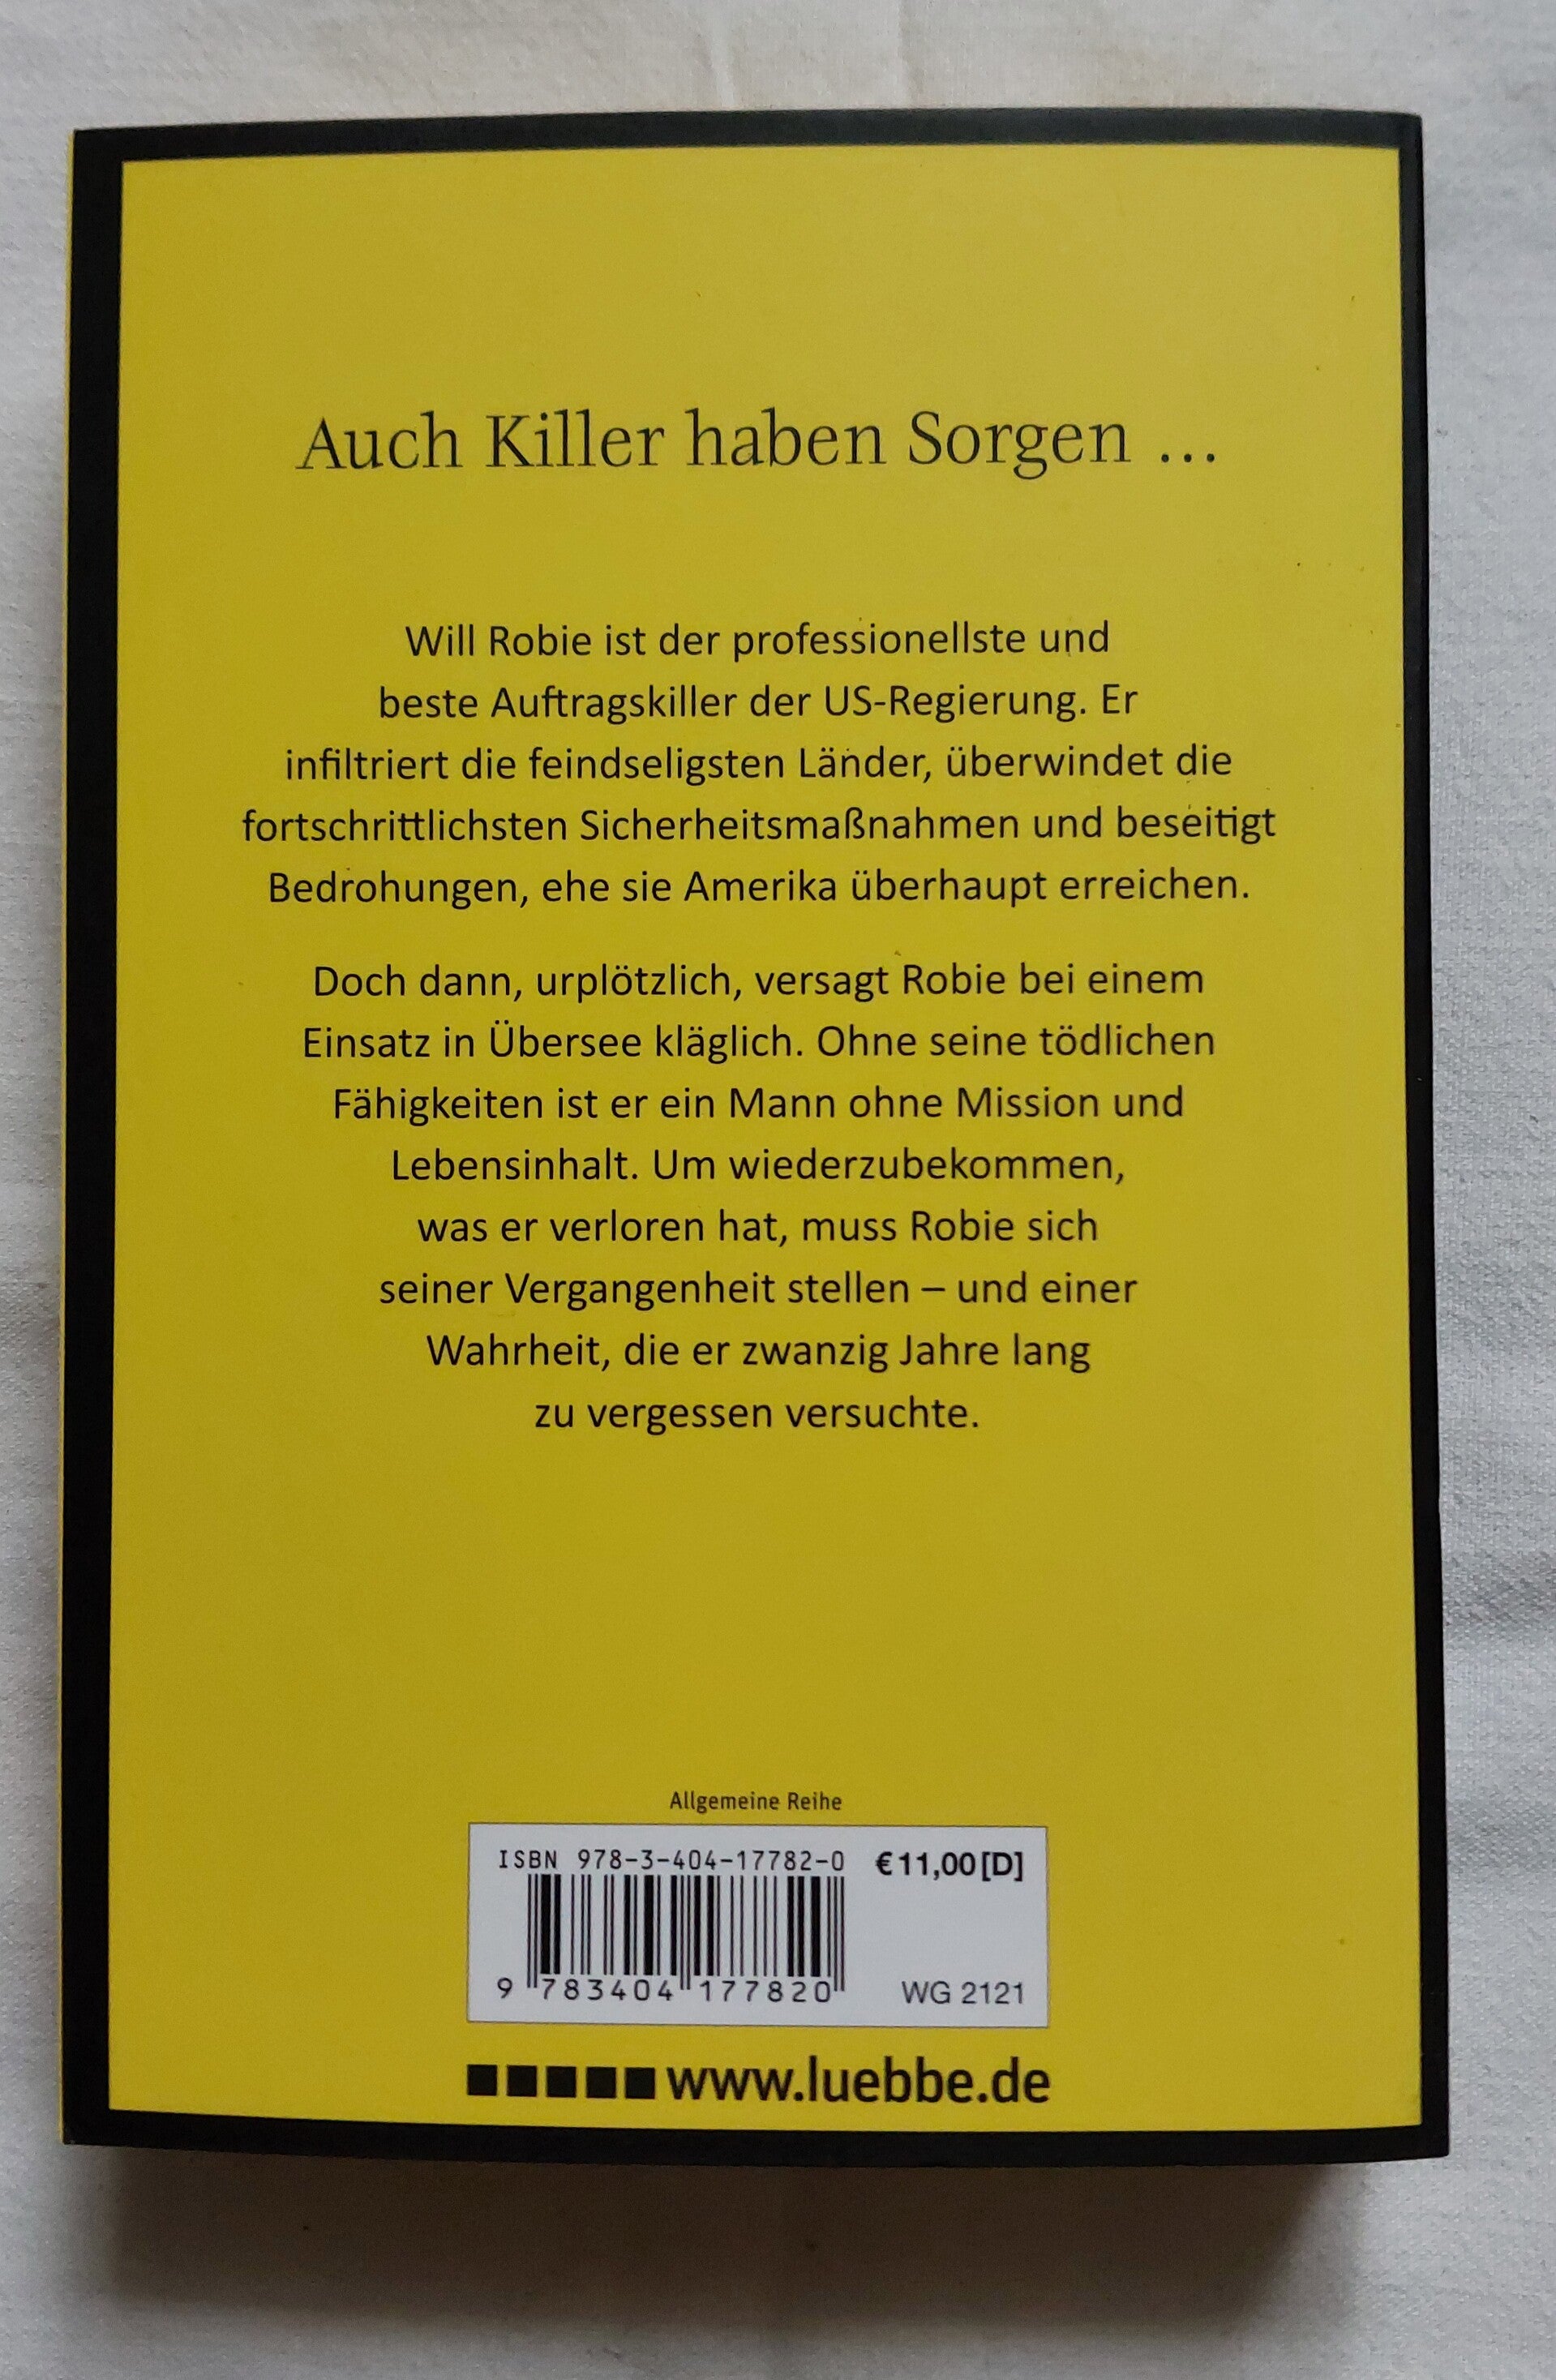 Auch Killer haben Sorgen ...
Will Robie ist der professionellste und
beste Auftragskiller der US-Regierung. Er
infiltriert die feindseligsten Länder, überwindet die
fortschrittlichsten Sicherheitsmaßnahmen und beseitigt
Bedrohungen, ehe sie Amerika überhaupt erreichen.
Doch dann, urplötzlich, versagt Robie bei einem
Einsatz in Übersee kläglich. Ohne seine tödlichen
Fähigkeiten ist er ein Mann ohne Mission und
Lebensinhalt. Um wiederzubekommen,
was er verloren hat, muss Robie sich
seiner Vergangenheit stellen – und einer
Wahrheit, die er zwanzig Jahre lang
zu vergessen versuchte.
Allgemeine Reihe
ISBN 978-3-404-17782-0 €11,00[D]
9 783404 177820 WG 2121
www.luebbe.de